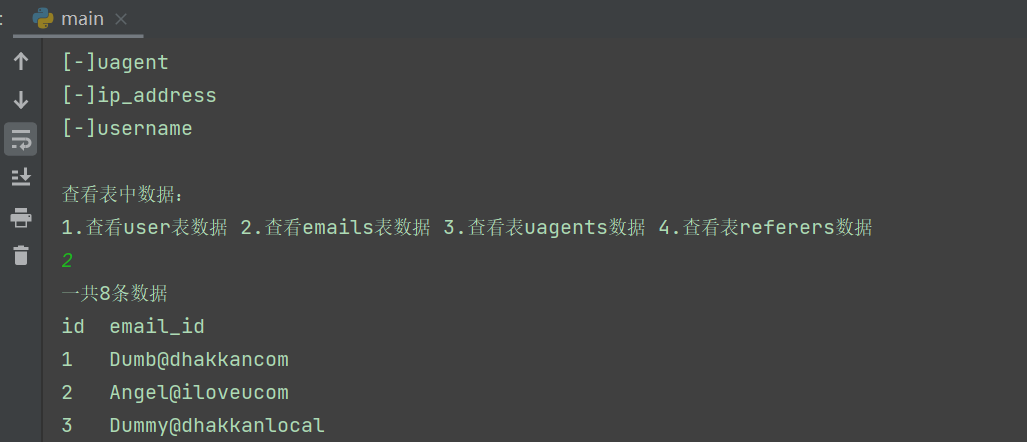 main
[-]uagent
[-]ip_address
[-]username
查看表中数据:
1.查看user表数据 2.查看emails表数据 3.查看表uagents数据 4.查看表referers数据
2
一共8条数据
id email_id
1 Dumb@dhakkancom
2 Angel@iloveucom
3 Dummy@dhakkanlocal